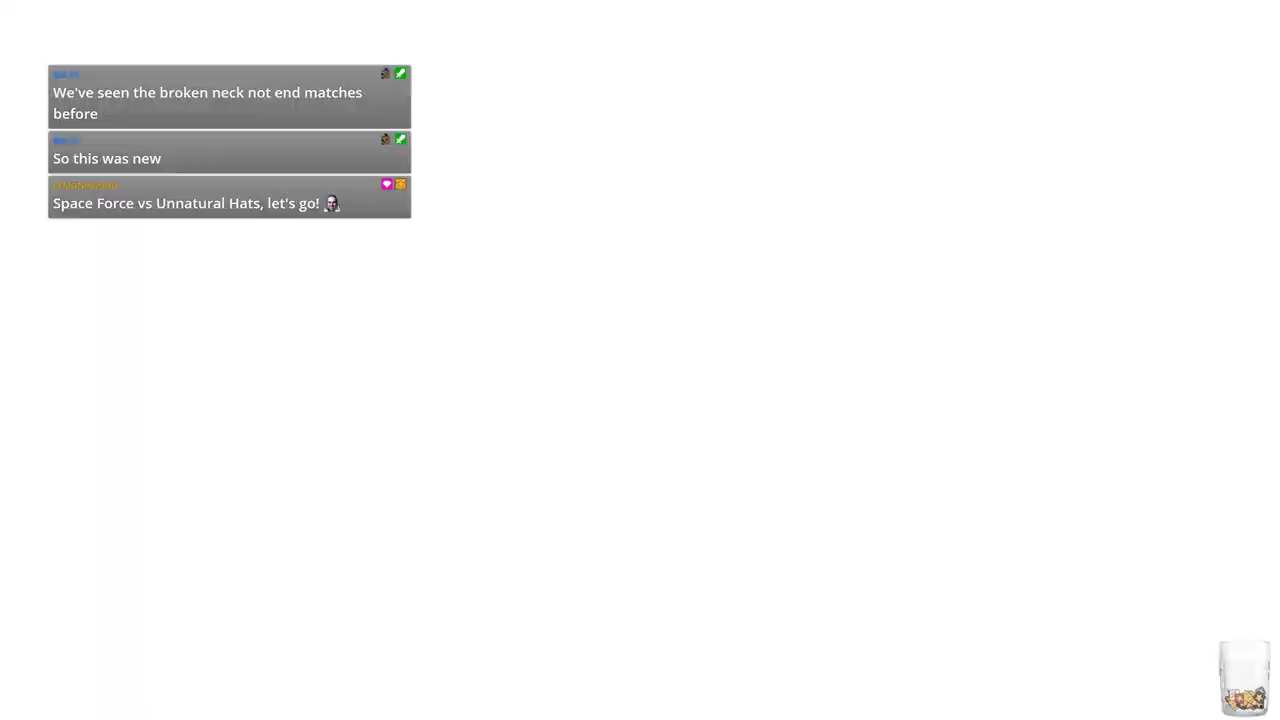 We've seen the broken neck not end matches
before
So this was new
Space Force vs Unnatural Hats, let's go!